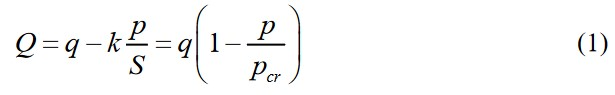 Q = q − k p/S = q(1 − p/p_cr) (1)